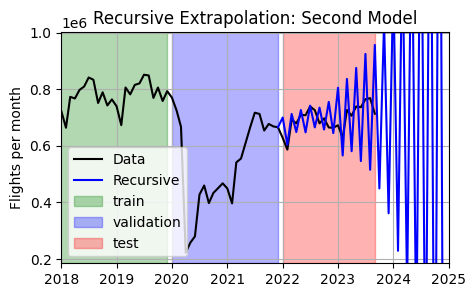 Recursive Extrapolation: Second Model
1e6
Flights per month
1.0
0.8
0.6
0.4
0.2
Data
Recursive
train
validation
test
2018 2019 2020 2021 2022 2023 2024 2025